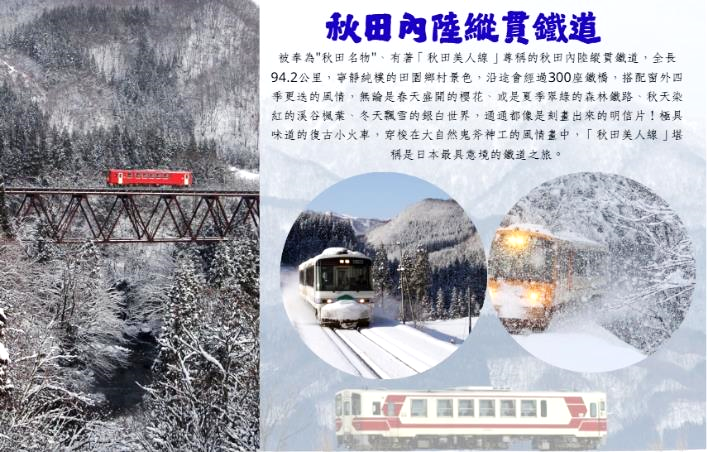 秋田內陸縱貫鐵道
被奉為"秋田名物"、有著「秋田美人線」尊稱的秋田內陸縱貫鐵道，全長
94.2公里，寧靜純樸的田園鄉村景色，沿途會經過300座鐵橋，搭配窗外四
季更迭的風情，無論是春天盛開的櫻花、或是夏季翠綠的森林鐵路、秋天染
紅的溪谷楓葉、冬天飄雪的銀白世界，通通都像是刻畫出來的明信片！極具
味道的復古小火車，穿梭在大自然鬼斧神工的風情畫中，「秋田美人線」堪
稱是日本最具意境的鐵道之旅。